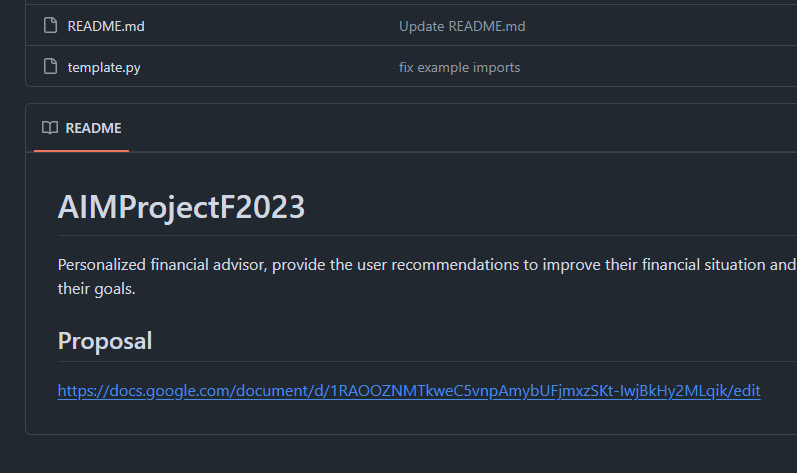 README.md Update README.md
template.py fix example imports
README
AIMProjectF2023
Personalized financial advisor, provide the user recommendations to improve their financial situation and
their goals.
Proposal
https://docs.google.com/document/d/1RAOOZNMTkweC5vnpAmybUFjmxzSKt-IwjBkHy2MLqik/edit